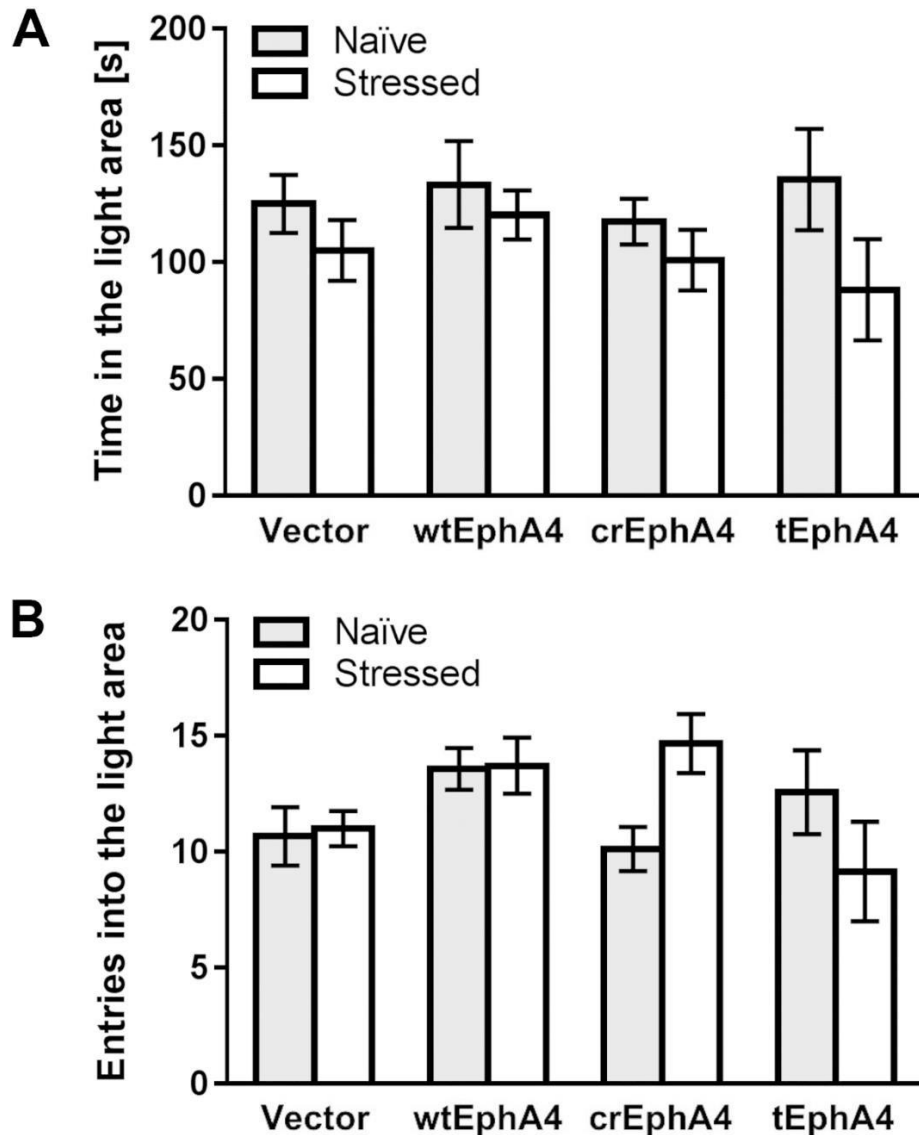 A
Time in the light area [s]
200
150
100
50
0
Naïve
Stressed
Vector wtEphA4 crEphA4 tEphA4
B
Entries into the light area
20
15
10
5
0
Naïve
Stressed
Vector wtEphA4 crEphA4 tEphA4